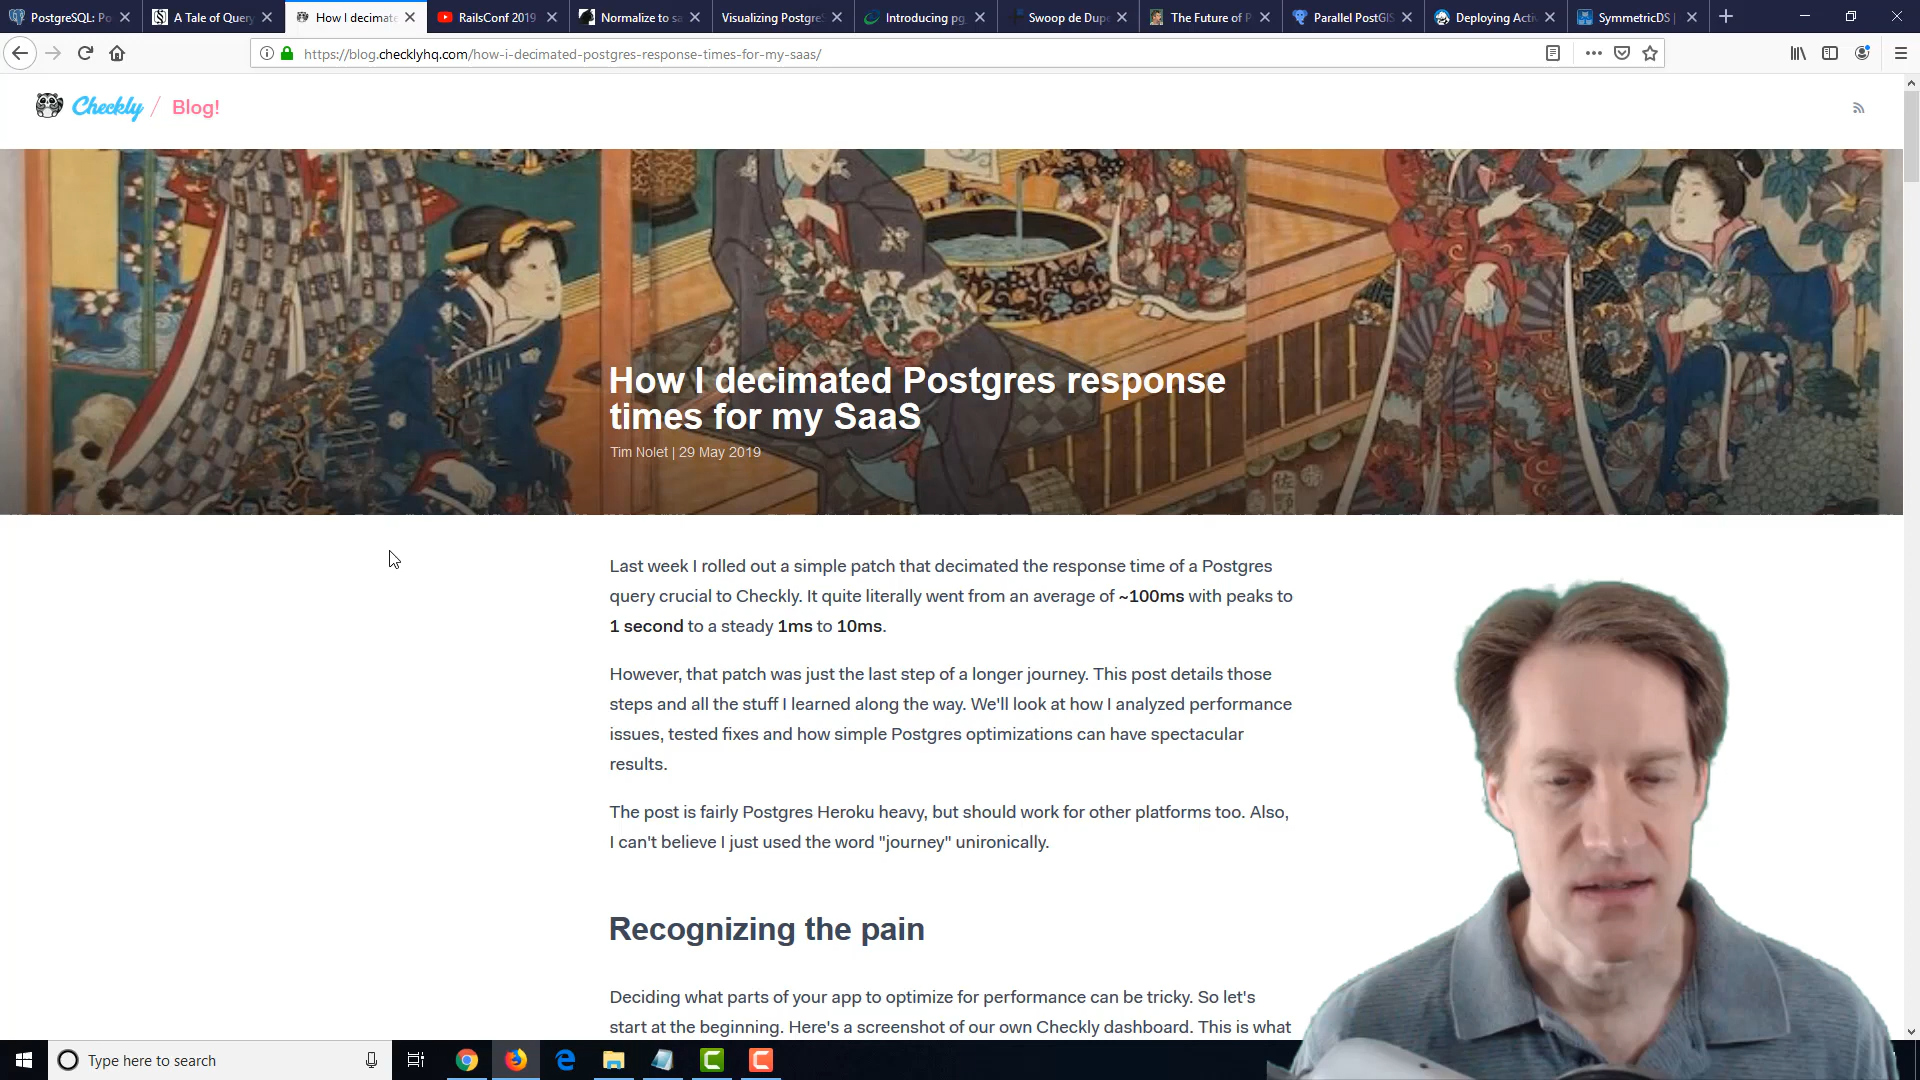 PostgreSQL: Po
A Tale of Query
How I decimate
RailsConf 2019
Normalize to sa
Visualizing Postgre
Introducing pg
Swoop de Dup
The Future of P
Parallel PostGIS
Deploying Acti
SymmetricDS |
https://blog.checklyhq.com/how-i-decimated-postgres-response-times-for-my-saas/
Checkly / Blog!
How I decimated Postgres response
times for my SaaS
Tim Nolet | 29 May 2019
Last week I rolled out a simple patch that decimated the response time of a Postgres
query crucial to Checkly. It quite literally went from an average of ~100ms with peaks to
1 second to a steady 1ms to 10ms.
However, that patch was just the last step of a longer journey. This post details those
steps and all the stuff I learned along the way. We'll look at how I analyzed performance
issues, tested fixes and how simple Postgres optimizations can have spectacular
results.
The post is fairly Postgres Heroku heavy, but should work for other platforms too. Also,
I can't believe I just used the word "journey" unironically.
Recognizing the pain
Deciding what parts of your app to optimize for performance can be tricky. So let's
start at the beginning. Here's a screenshot of our own Checkly dashboard. This is what
Type here to search